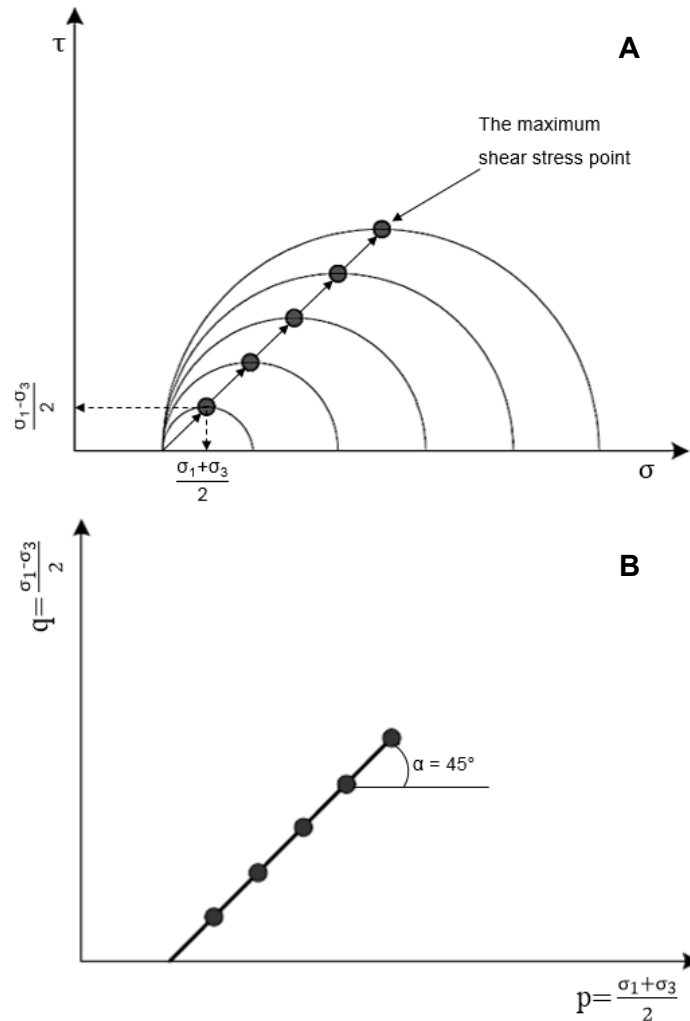 τ
A
The maximum
shear stress point
σ₁-σ₃
2
σ₁+σ₃
2
σ
B
q=σ₁-σ₃
2
α = 45°
p=σ₁+σ₃
2